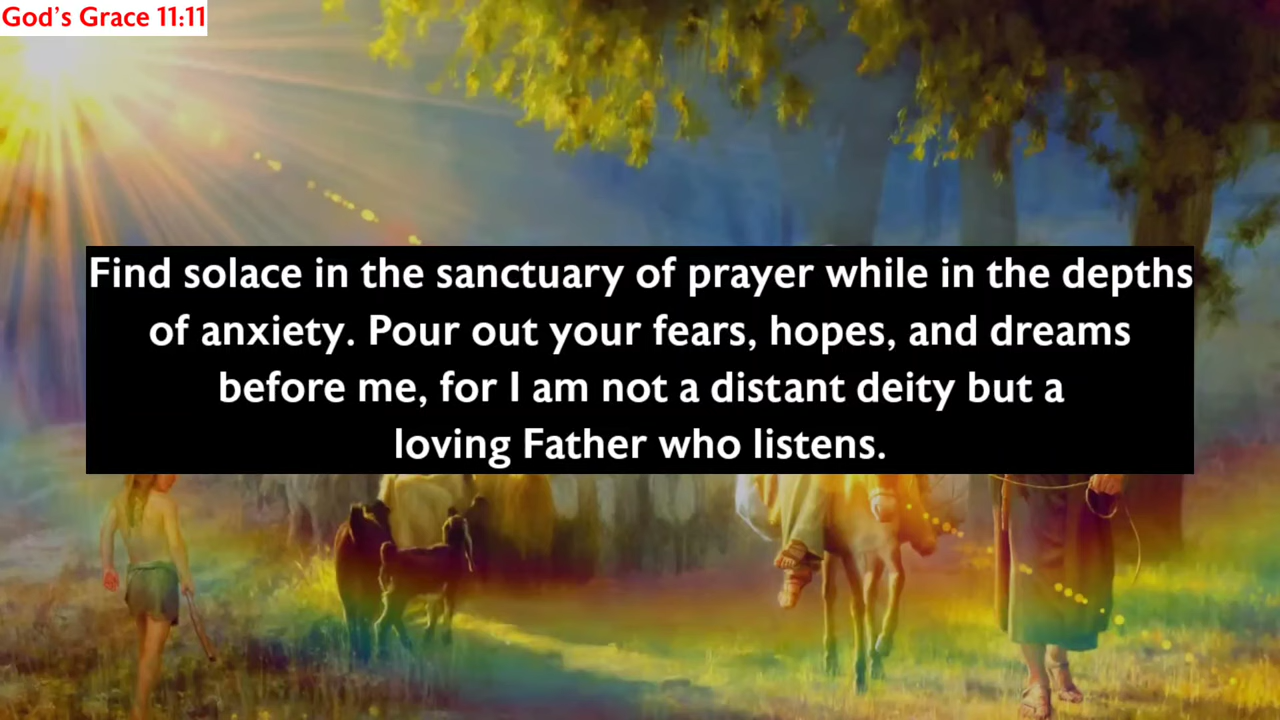 God's Grace 11:11
Find solace in the sanctuary of prayer while in the depths
of anxiety. Pour out your fears, hopes, and dreams
before me, for I am not a distant deity but a
loving Father who listens.